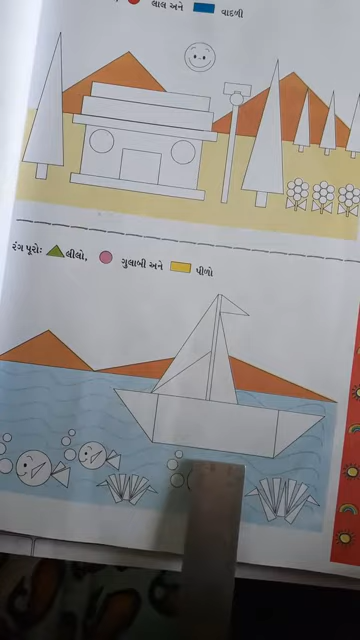 લાલ અને વાદળી
રંગ પૂરોઃ લીલો, ગુલાબી અને પીળો